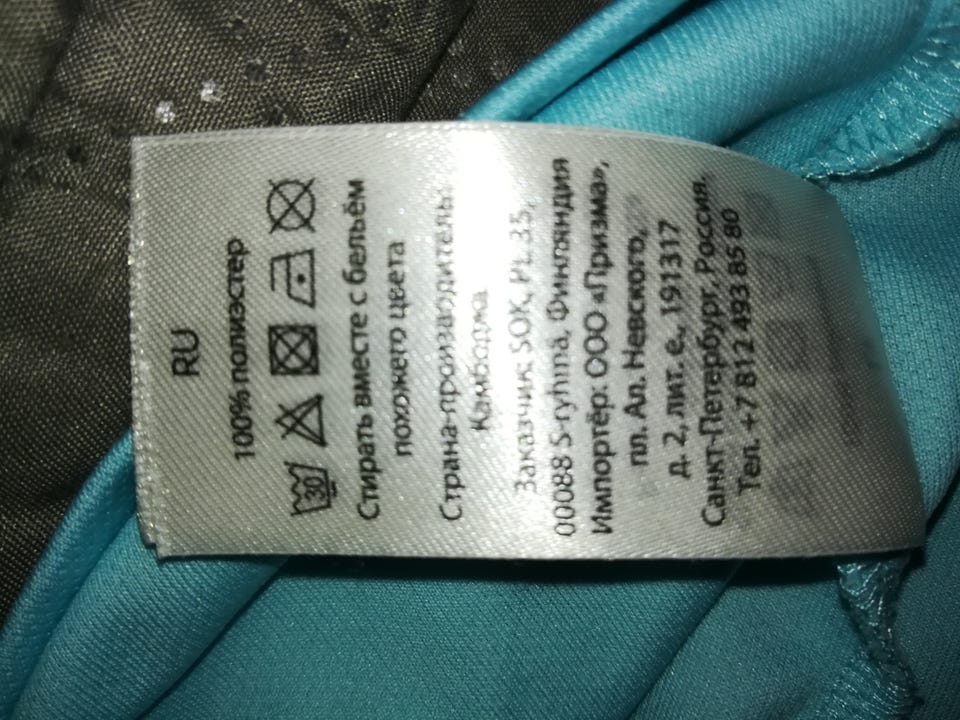 RU
100% полиэстер
30
Стирать вместе с бельём
похожего цвета
Страна-производитель:
Камбоджа
Заказчик: SOK, PL 35,
00088 S-ryhmä, Финляндия
Импортёр: ООО «Призма»,
пл. Ал. Невского,
д. 2, лит. е., 191317
Санкт-Петербург, Россия.
Тел. +7 812 493 85 80